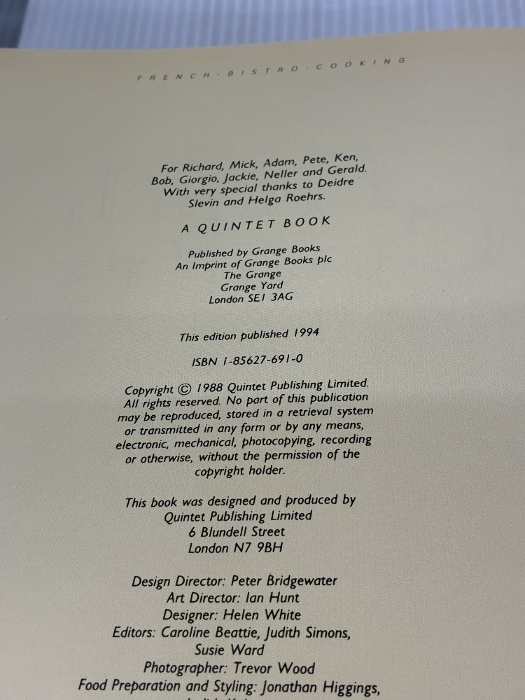 FRENCH · BISTRO · COOKING
For Richard, Mick, Adam, Pete, Ken,
Bob, Giorgio, Jackie, Neller and Gerald.
With very special thanks to Deidre
Slevin and Helga Roehrs.
A QUINTET BOOK
Published by Grange Books
An Imprint of Grange Books plc
The Grange
Grange Yard
London SE1 3AG
This edition published 1994
ISBN 1-85627-691-0
Copyright © 1988 Quintet Publishing Limited.
All rights reserved. No part of this publication
may be reproduced, stored in a retrieval system
or transmitted in any form or by any means,
electronic, mechanical, photocopying, recording
or otherwise, without the permission of the
copyright holder.
This book was designed and produced by
Quintet Publishing Limited
6 Blundell Street
London N7 9BH
Design Director: Peter Bridgewater
Art Director: Ian Hunt
Designer: Helen White
Editors: Caroline Beattie, Judith Simons,
Susie Ward
Photographer: Trevor Wood
Food Preparation and Styling: Jonathan Higgings,